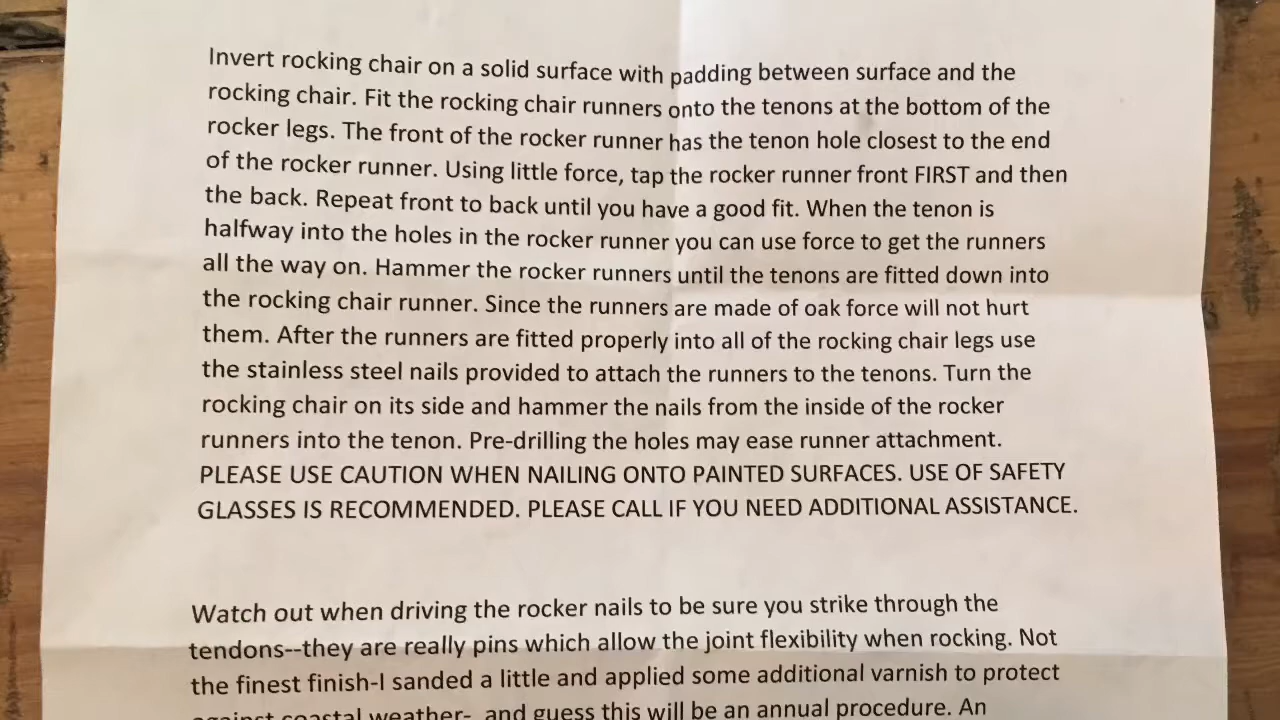 Invert rocking chair on a solid surface with padding between surface and the
rocking chair. Fit the rocking chair runners onto the tenons at the bottom of the
rocker legs. The front of the rocker runner has the tenon hole closest to the end
of the rocker runner. Using little force, tap the rocker runner front FIRST and then
the back. Repeat front to back until you have a good fit. When the tenon is
halfway into the holes in the rocker runner you can use force to get the runners
all the way on. Hammer the rocker runners until the tenons are fitted down into
the rocking chair runner. Since the runners are made of oak force will not hurt
them. After the runners are fitted properly into all of the rocking chair legs use
the stainless steel nails provided to attach the runners to the tenons. Turn the
rocking chair on its side and hammer the nails from the inside of the rocker
runners into the tenon. Pre-drilling the holes may ease runner attachment.
PLEASE USE CAUTION WHEN NAILING ONTO PAINTED SURFACES. USE OF SAFETY
GLASSES IS RECOMMENDED. PLEASE CALL IF YOU NEED ADDITIONAL ASSISTANCE.
Watch out when driving the rocker nails to be sure you strike through the
tendons--they are really pins which allow the joint flexibility when rocking. Not
the finest finish-I sanded a little and applied some additional varnish to protect
against coastal weather- and guess this will be an annual procedure. An